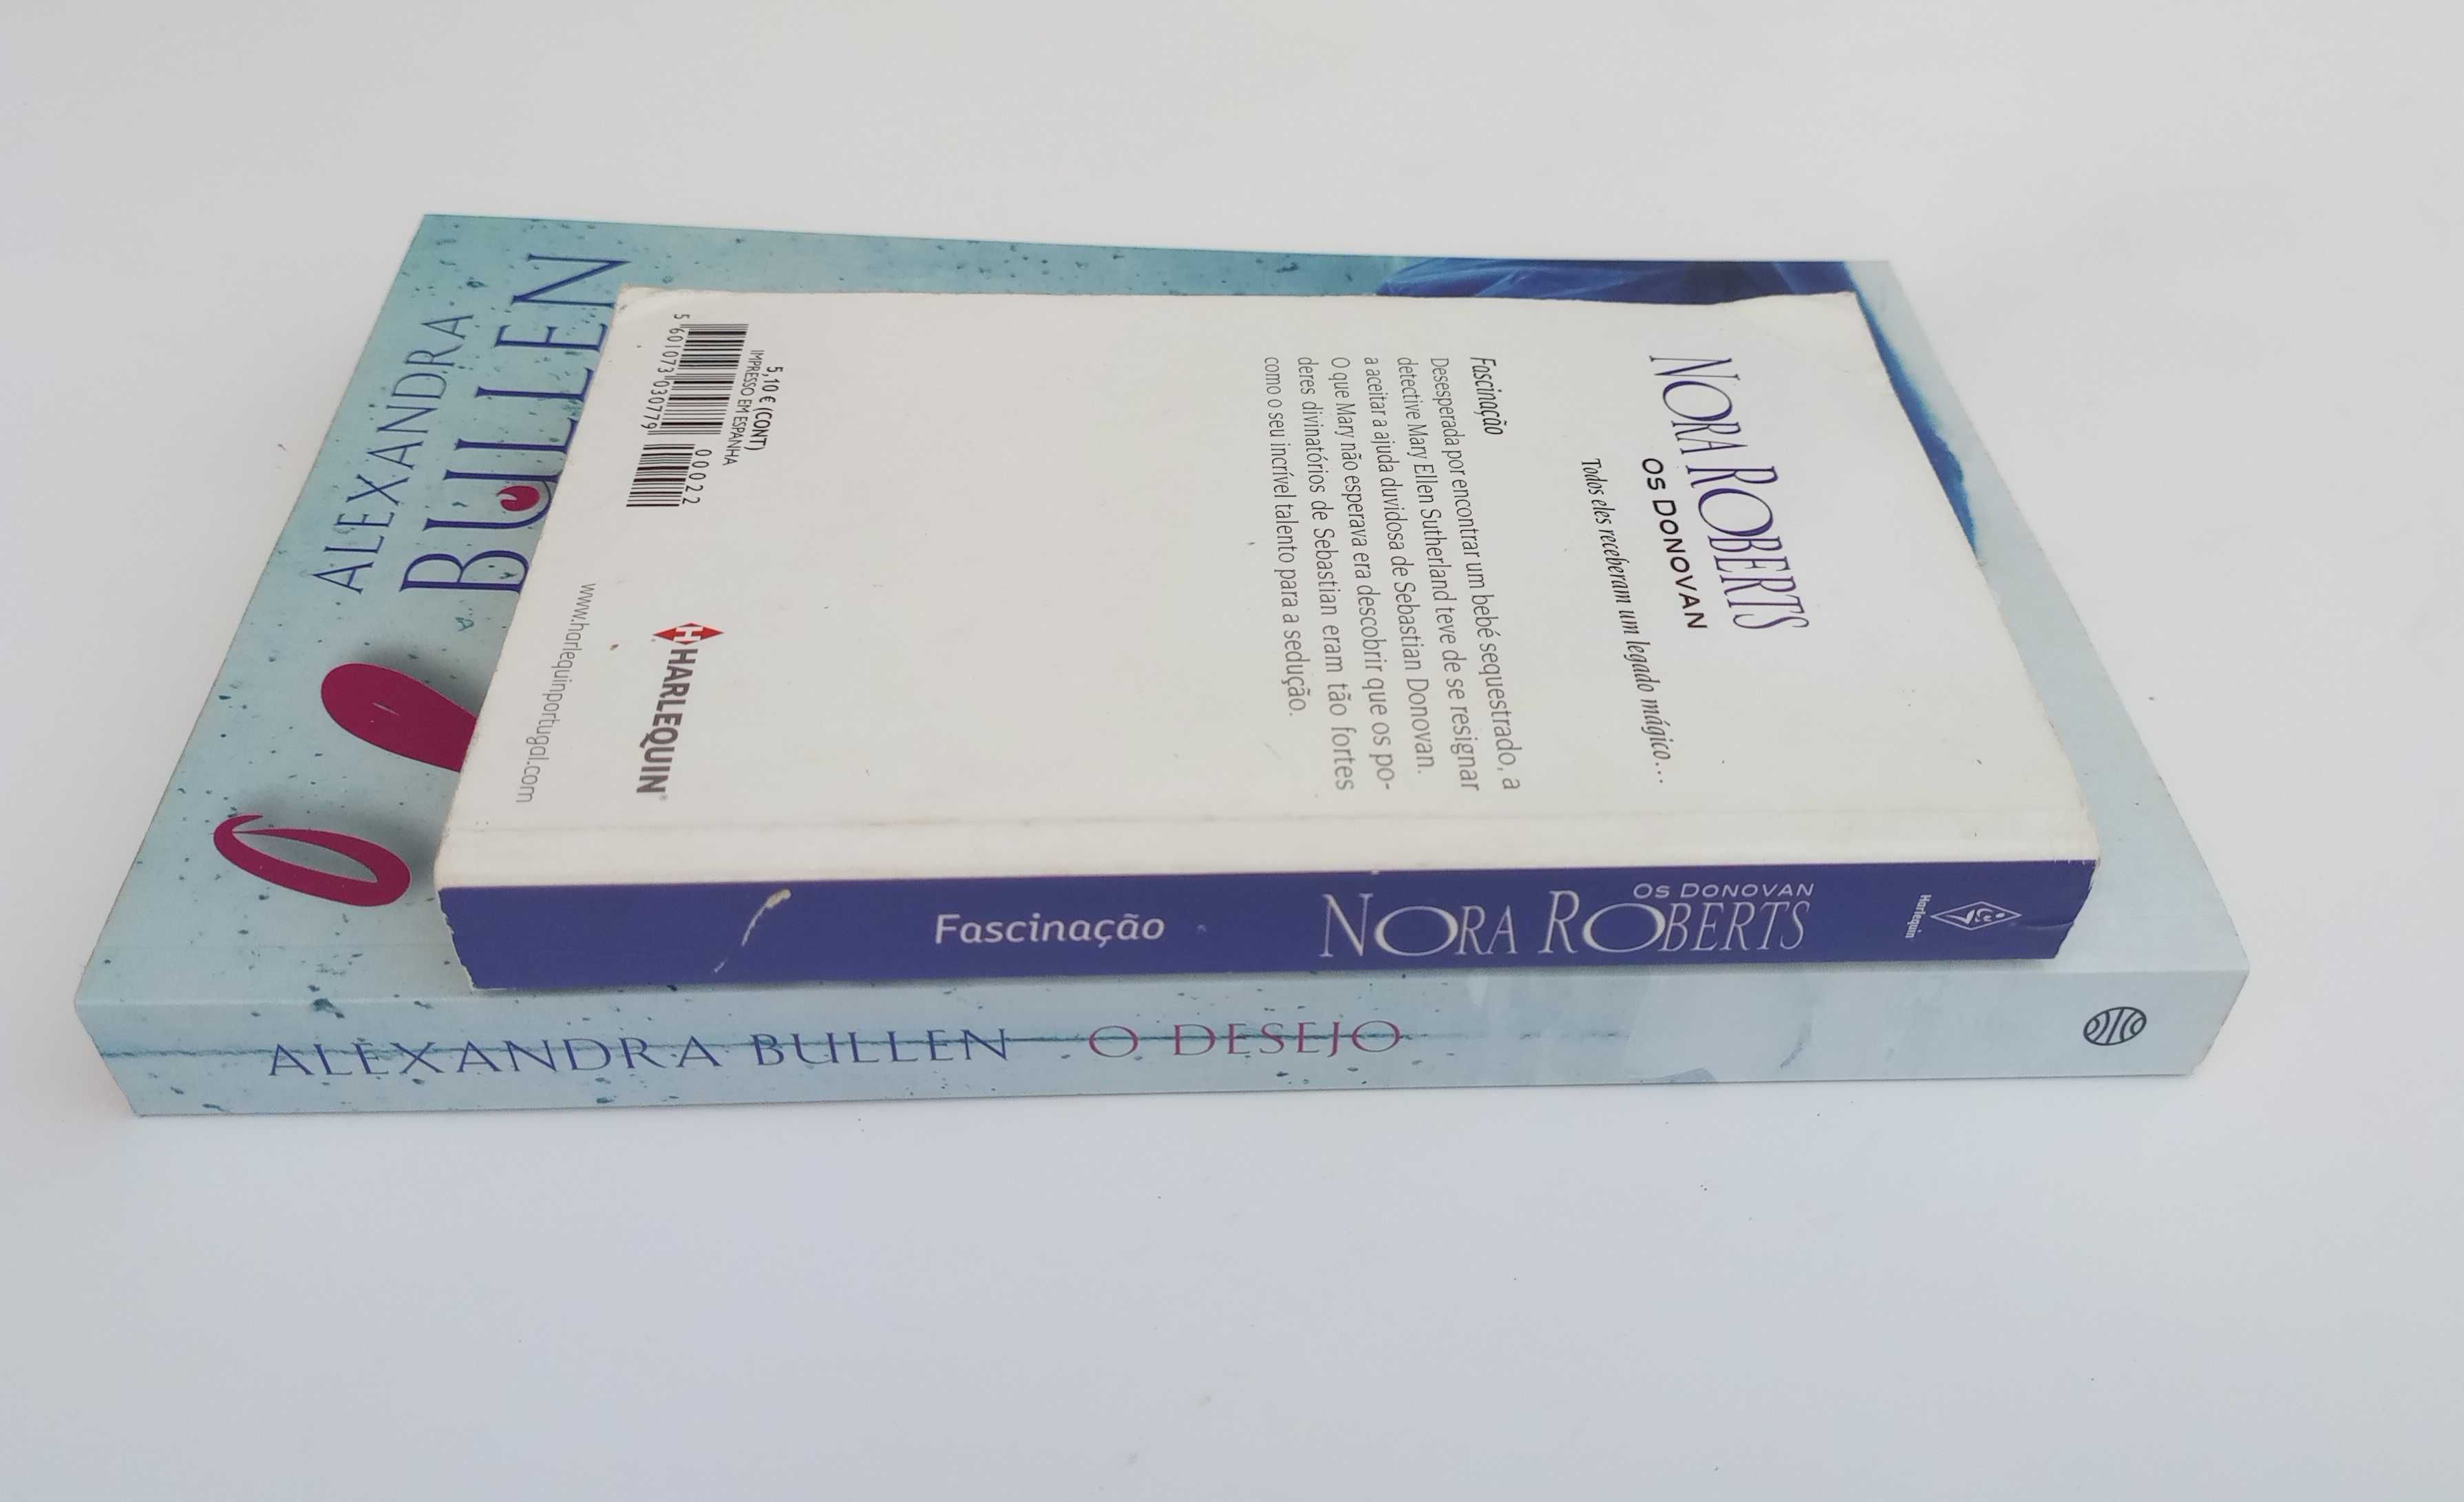 NORA ROBERTS
OS DONOVAN
Todos eles receberam um legado mágico...
Fascinação
Desesperada por encontrar um bebé sequestrado, a
detective Mary Ellen Sutherland teve de se resignar
a aceitar a ajuda duvidosa de Sebastian Donovan.
O que Mary não esperava era descobrir que os po-
deres divinatórios de Sebastian eram tão fortes
como o seu incrível talento para a sedução.
5,10 € (CONT)
IMPRESSO EM ESPANHA
00022
5 601073 030779
HARLEQUIN®
www.harlequinportugal.com
Fascinação
OS DONOVAN
NORA ROBERTS
Harlequin
ALEXANDRA
BULLEN
O
ALEXANDRA BULLEN O DESEJO